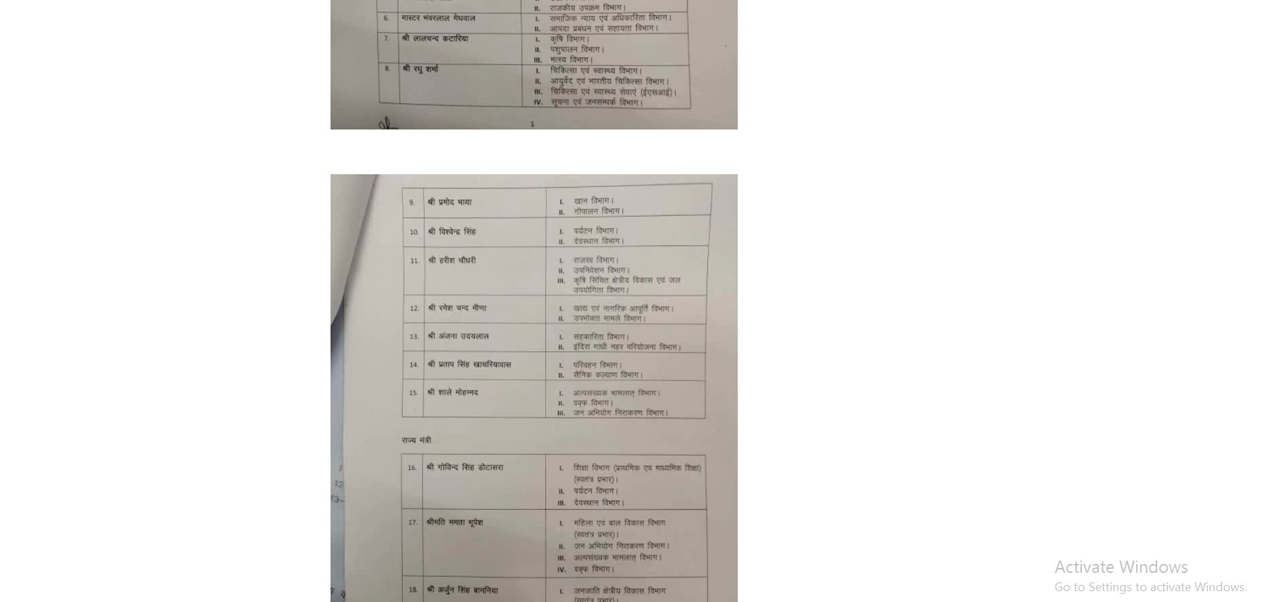 II. राजकीय उपक्रम विभाग।
6. मास्टर भंवरलाल मेघवाल I. समाजिक न्याय एवं अधिकारिता विभाग।
II. आपदा प्रबंधन एवं सहायता विभाग।
7. श्री लालचन्द कटारिया I. कृषि विभाग।
II. पशुपालन विभाग।
III. मत्स्य विभाग।
8. श्री रघु शर्मा I. चिकित्सा एवं स्वास्थ्य विभाग।
II. आयुर्वेद एवं भारतीय चिकित्सा विभाग।
III. चिकित्सा एवं स्वास्थ्य सेवाएं (ईएसआई)।
IV. सूचना एवं जनसम्पर्क विभाग।
1
9. श्री प्रमोद भाया I. खान विभाग।
II. गोपालन विभाग।
10. श्री विश्वेन्द्र सिंह I. पर्यटन विभाग।
II. देवस्थान विभाग।
11. श्री हरीश चौधरी I. राजस्व विभाग।
II. उपनिवेशन विभाग।
III. कृषि सिंचित क्षेत्रीय विकास एवं जल
उपयोगिता विभाग।
12. श्री रमेश चन्द मीणा I. खाद्य एवं नागरिक आपूर्ति विभाग।
II. उपभोक्ता मामले विभाग।
13. श्री अंजना उदयलाल I. सहकारिता विभाग।
II. इंदिरा गांधी नहर परियोजना विभाग।
14. श्री प्रताप सिंह खाचरियावास I. परिवहन विभाग।
II. सैनिक कल्याण विभाग।
15. श्री शाले मोहम्मद I. अल्पसंख्यक मामलात् विभाग।
II. वक्फ विभाग।
III. जन अभियोग निराकरण विभाग।
राज्य मंत्री
16. श्री गोविन्द सिंह डोटासरा I. शिक्षा विभाग (प्राथमिक एवं माध्यमिक शिक्षा)
(स्वतंत्र प्रभार)।
II. पर्यटन विभाग।
III. देवस्थान विभाग।
17. श्रीमति ममता भूपेश I. महिला एवं बाल विकास विभाग
(स्वतंत्र प्रभार)।
II. जन अभियोग निराकरण विभाग।
III. अल्पसंख्यक मामलात् विभाग।
IV. वक्फ विभाग।
18. श्री अर्जुन सिंह बामनिया I. जनजाति क्षेत्रीय विकास विभाग
(स्वतंत्र प्रभार)।
Activate Windows
Go to Settings to activate Windows.